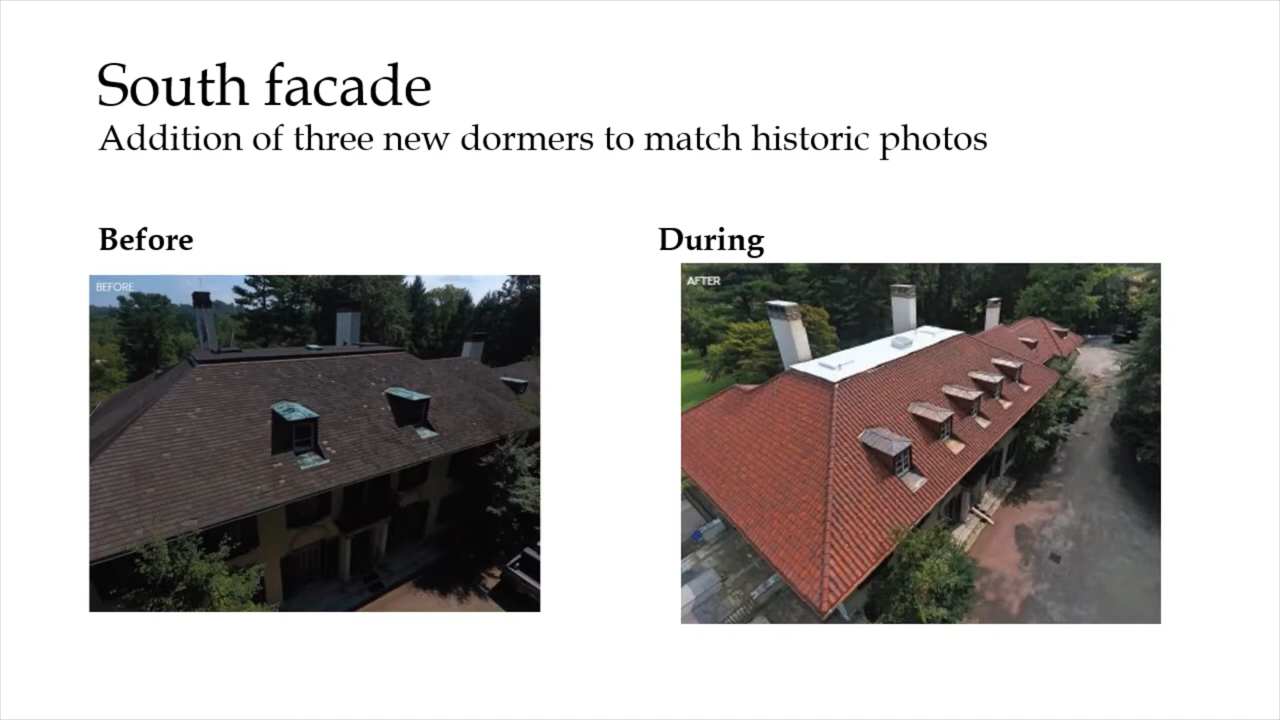 South facade
Addition of three new dormers to match historic photos
Before
During
BEFORE
AFTER